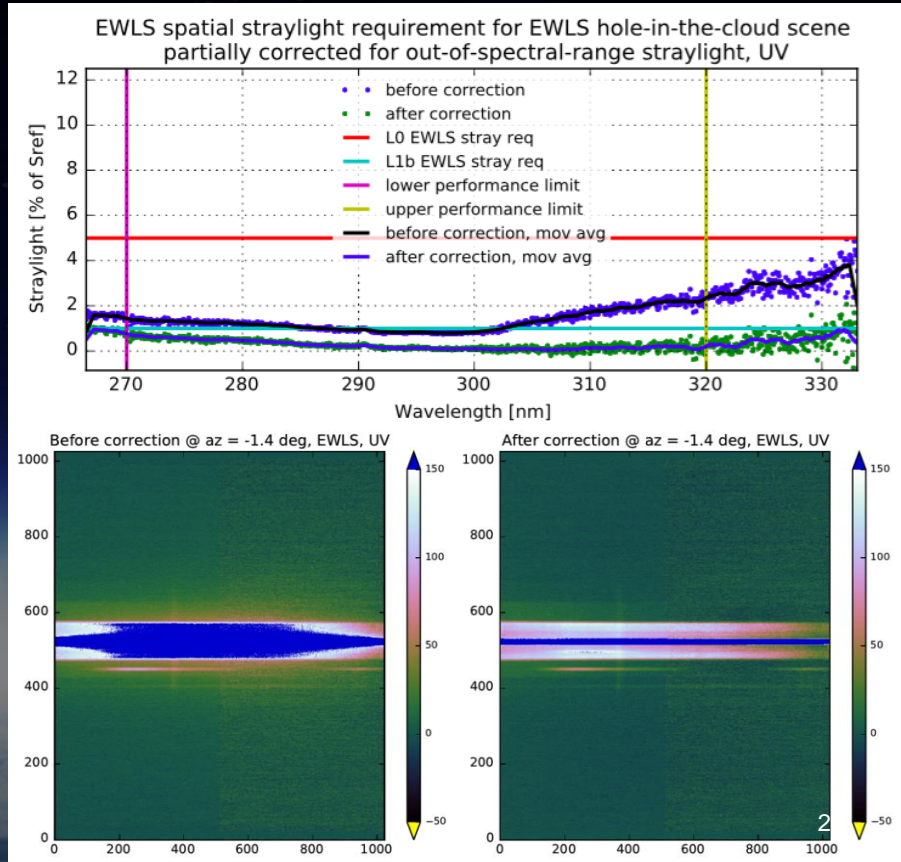 EWLS spatial straylight requirement for EWLS hole-in-the-cloud scene
partially corrected for out-of-spectral-range straylight, UV
Straylight [% of Sref]
12
10
8
6
4
2
0
before correction
after correction
L0 EWLS stray req
L1b EWLS stray req
lower performance limit
upper performance limit
before correction, mov avg
after correction, mov avg
270 280 290 300 310 320 330
Wavelength [nm]
Before correction @ az = -1.4 deg, EWLS, UV
1000
800
600
400
200
0
0 200 400 600 800 1000
150
100
50
0
−50
After correction @ az = -1.4 deg, EWLS, UV
1000
800
600
400
200
0
0 200 400 600 800 1000
150
100
50
0
−50
2